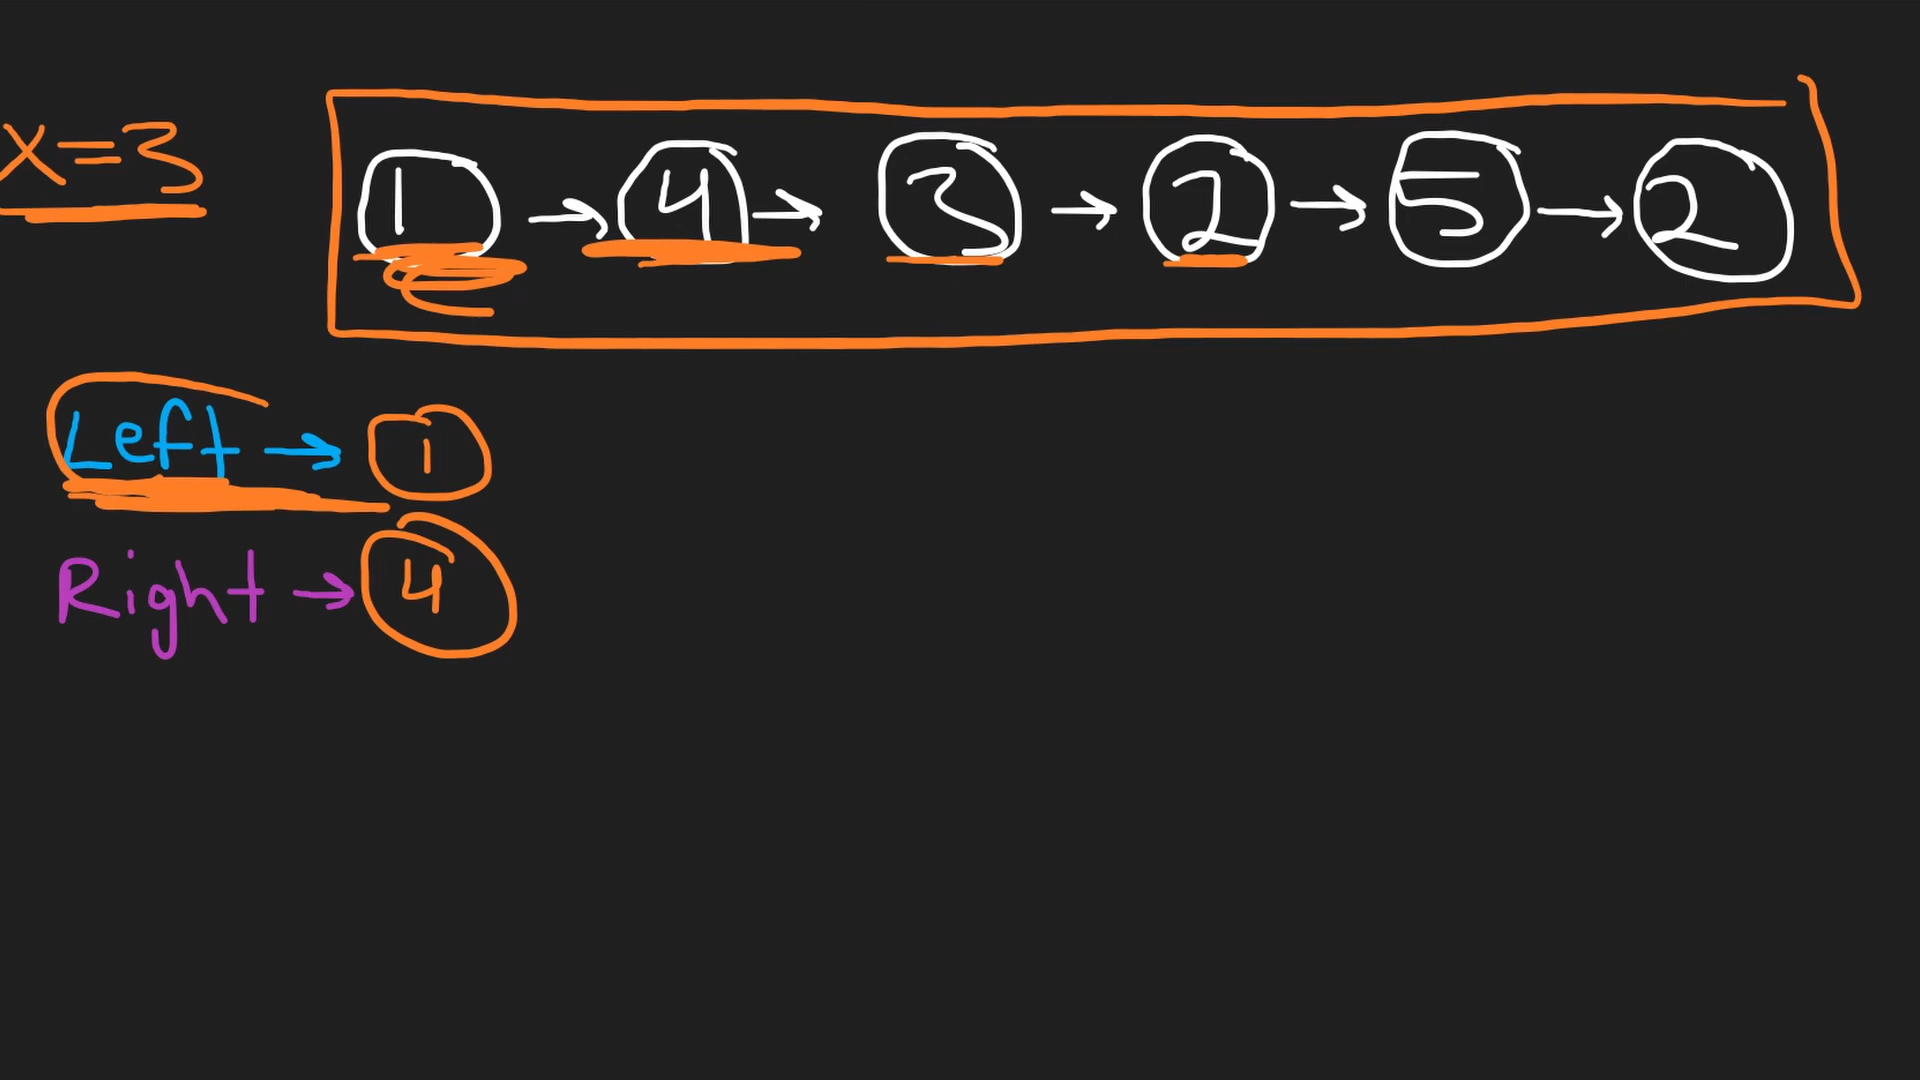 x=3
1 → 4 → 3 → 2 → 5 → 2
Left → 1
Right → 4